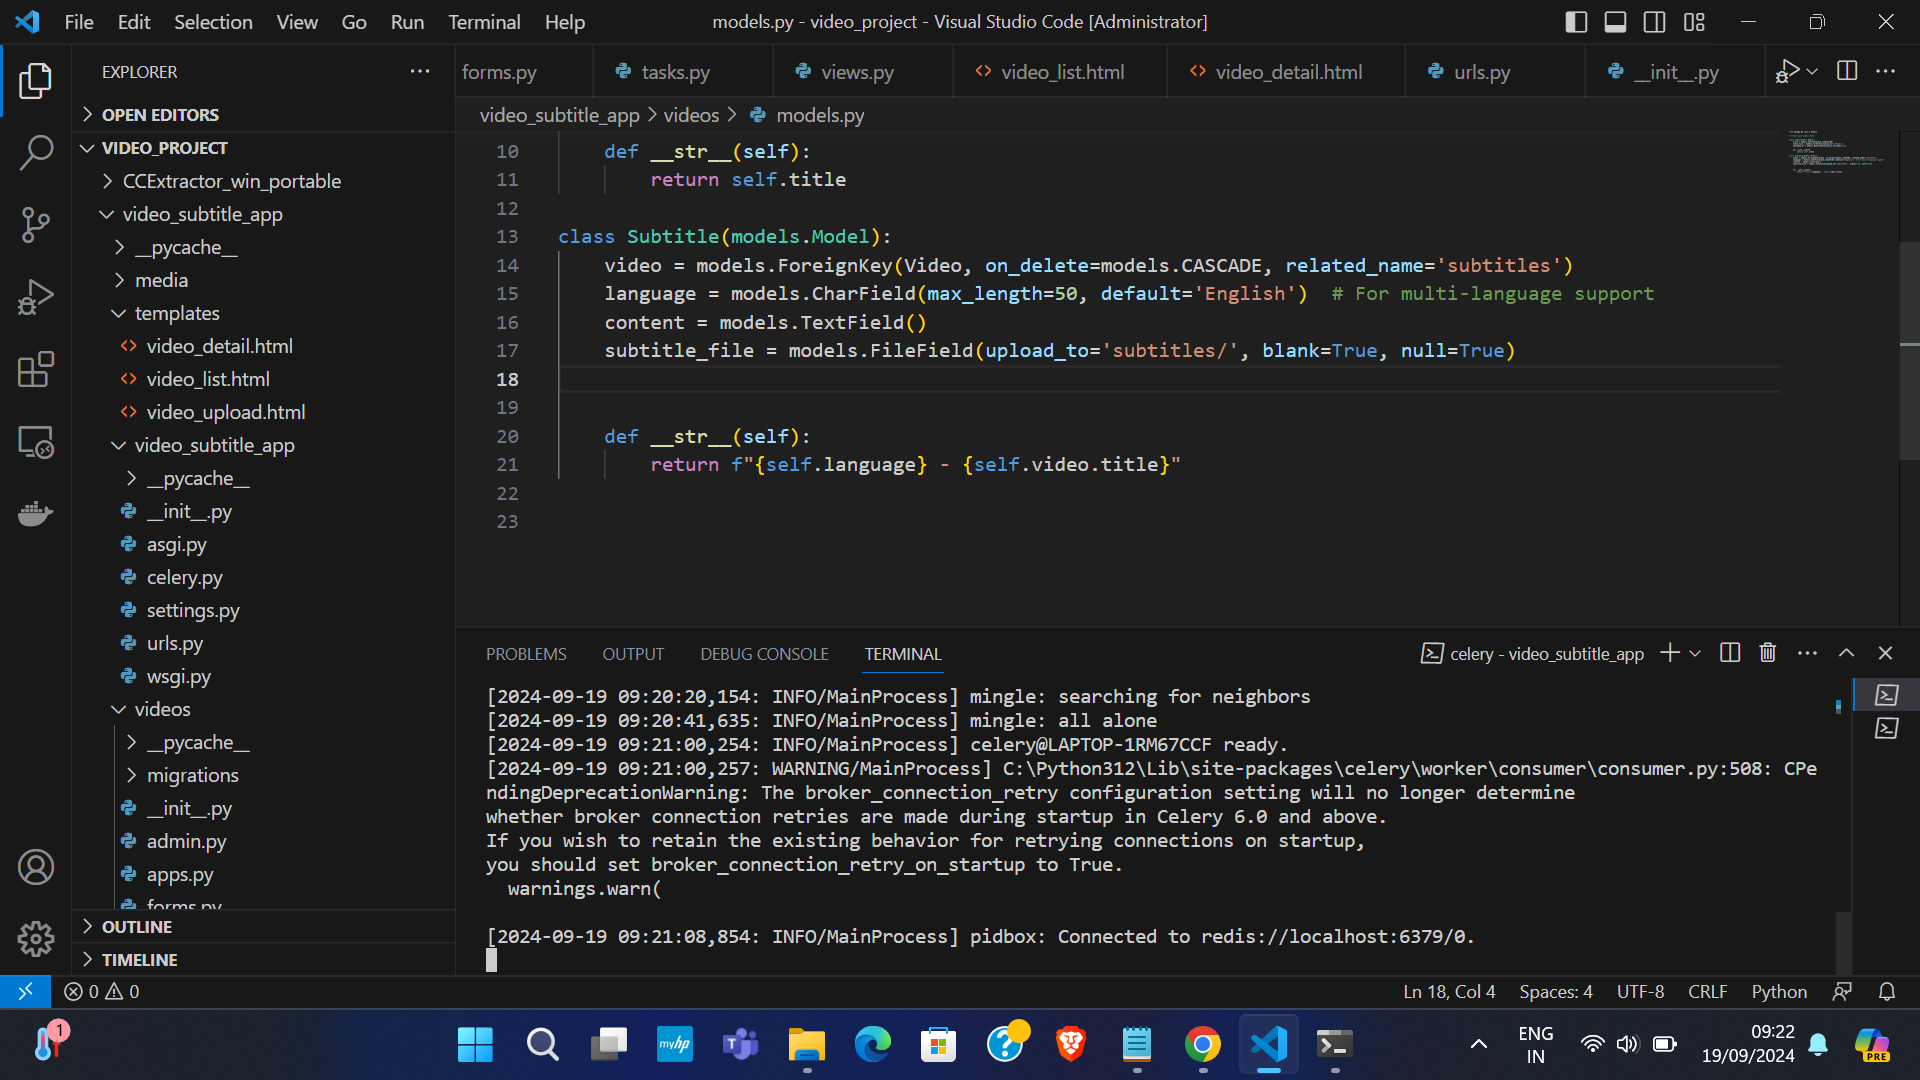 File Edit Selection View Go Run Terminal Help
models.py - video_project - Visual Studio Code [Administrator]
EXPLORER
OPEN EDITORS
VIDEO_PROJECT
CCExtractor_win_portable
video_subtitle_app
__pycache__
media
templates
video_detail.html
video_list.html
video_upload.html
video_subtitle_app
__pycache__
__init__.py
asgi.py
celery.py
settings.py
urls.py
wsgi.py
videos
__pycache__
migrations
__init__.py
admin.py
apps.py
forms.py
OUTLINE
TIMELINE
forms.py tasks.py views.py video_list.html video_detail.html urls.py __init__.py
video_subtitle_app > videos > models.py
10 def __str__(self):
11 return self.title
12
13 class Subtitle(models.Model):
14 video = models.ForeignKey(Video, on_delete=models.CASCADE, related_name='subtitles')
15 language = models.CharField(max_length=50, default='English')  # For multi-language support
16 content = models.TextField()
17 subtitle_file = models.FileField(upload_to='subtitles/', blank=True, null=True)
18
19
20 def __str__(self):
21 return f"{self.language} - {self.video.title}"
22
23
PROBLEMS OUTPUT DEBUG CONSOLE TERMINAL
celery - video_subtitle_app
[2024-09-19 09:20:20,154: INFO/MainProcess] mingle: searching for neighbors
[2024-09-19 09:20:41,635: INFO/MainProcess] mingle: all alone
[2024-09-19 09:21:00,254: INFO/MainProcess] celery@LAPTOP-1RM67CCF ready.
[2024-09-19 09:21:00,257: WARNING/MainProcess] C:\Python312\Lib\site-packages\celery\worker\consumer\consumer.py:508: CPe
ndingDeprecationWarning: The broker_connection_retry configuration setting will no longer determine
whether broker connection retries are made during startup in Celery 6.0 and above.
If you wish to retain the existing behavior for retrying connections on startup,
you should set broker_connection_retry_on_startup to True.
warnings.warn(
[2024-09-19 09:21:08,854: INFO/MainProcess] pidbox: Connected to redis://localhost:6379/0.
0 0
Ln 18, Col 4 Spaces: 4 UTF-8 CRLF Python
1
myhp
ENG
IN
09:22
19/09/2024
PRE